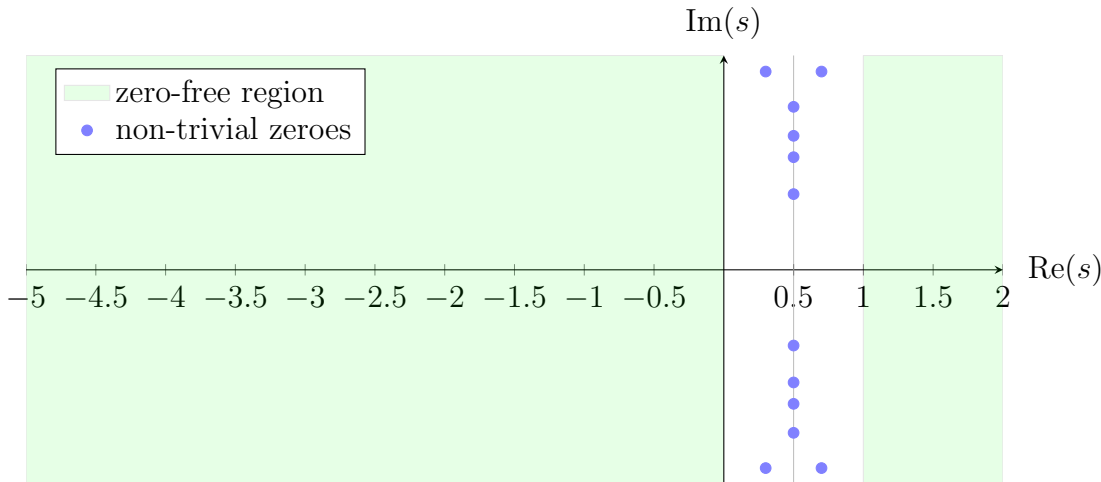 Im(s)
zero-free region
non-trivial zeroes
Re(s)
−5 −4.5 −4 −3.5 −3 −2.5 −2 −1.5 −1 −0.5 0.5 1 1.5 2